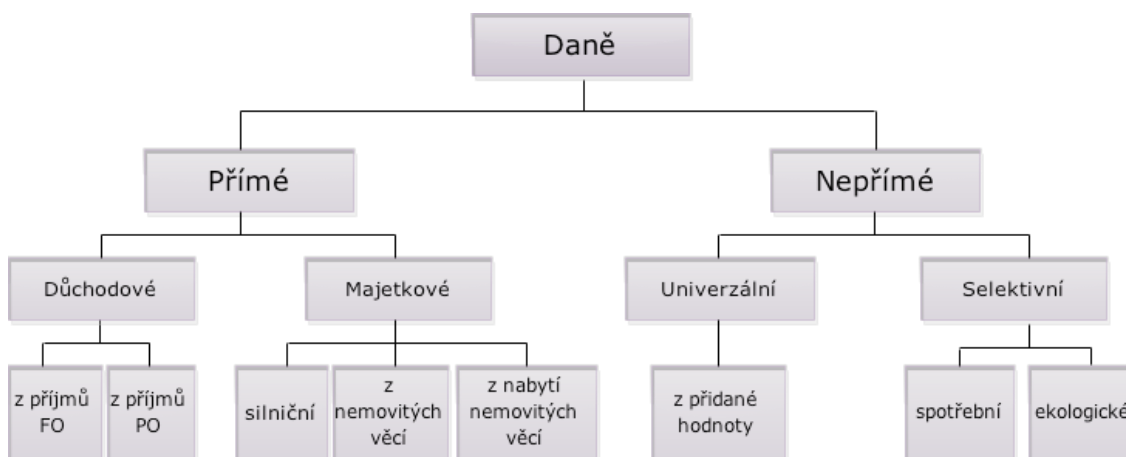 Daně
Přímé
Nepřímé
Důchodové
Majetkové
Univerzální
Selektivní
z příjmů
FO
z příjmů
PO
silniční
z
nemovitých
věcí
z nabytí
nemovitých
věcí
z přidané
hodnoty
spotřební
ekologické